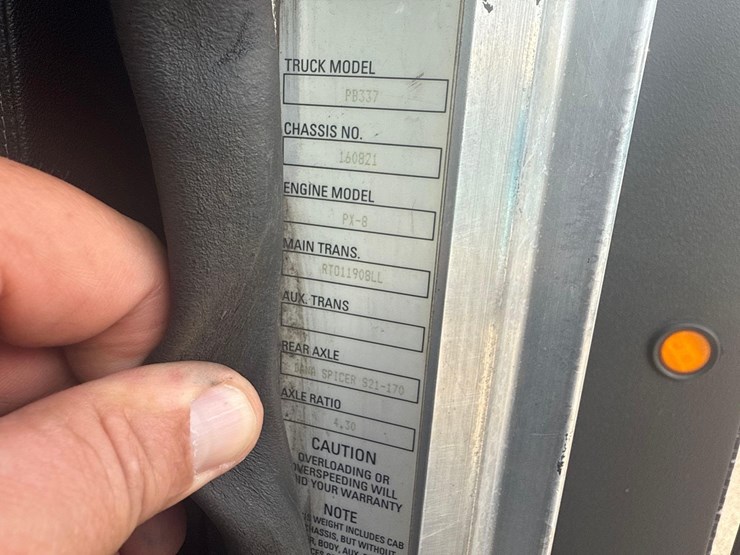 TRUCK MODEL
PB337
CHASSIS NO.
160821
ENGINE MODEL
PX-8
MAIN TRANS.
RTO11908LL
AUX. TRANS
REAR AXLE
SPICER S21-170
AXLE RATIO
4.30
CAUTION
OVERLOADING OR
OVERSPEEDING WILL
YOUR WARRANTY
NOTE
WEIGHT INCLUDES CAB
BUT WITHOUT
BODY,